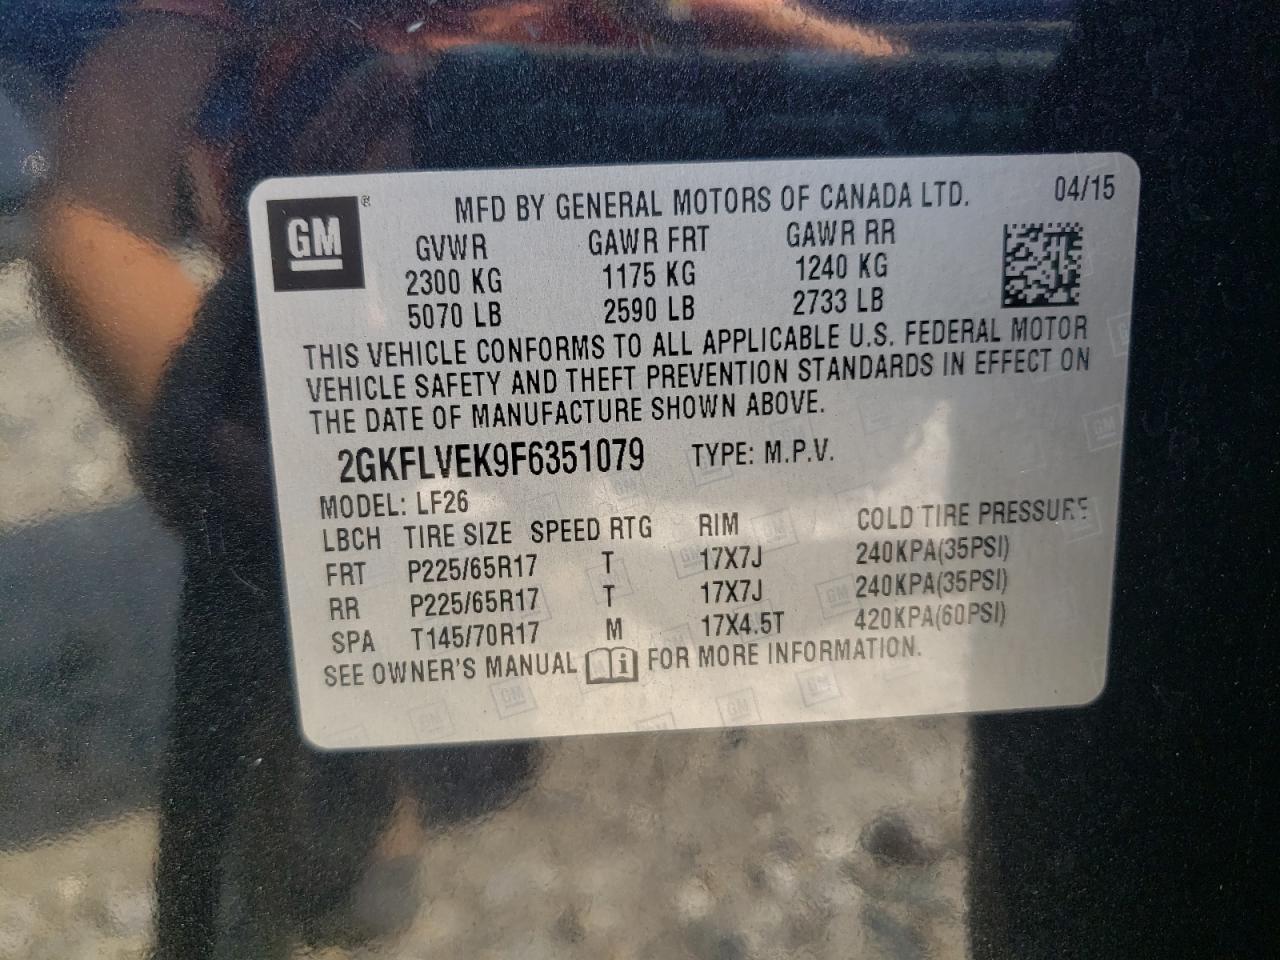 GM®
MFD BY GENERAL MOTORS OF CANADA LTD. 04/15
GVWR GAWR FRT GAWR RR
2300 KG 1175 KG 1240 KG
5070 LB 2590 LB 2733 LB
THIS VEHICLE CONFORMS TO ALL APPLICABLE U.S. FEDERAL MOTOR
VEHICLE SAFETY AND THEFT PREVENTION STANDARDS IN EFFECT ON
THE DATE OF MANUFACTURE SHOWN ABOVE.
2GKFLVEK9F6351079 TYPE: M.P.V.
MODEL: LF26
LBCH TIRE SIZE SPEED RTG RIM COLD TIRE PRESSURE
FRT P225/65R17 T 17X7J 240KPA(35PSI)
RR P225/65R17 T 17X7J 240KPA(35PSI)
SPA T145/70R17 M 17X4.5T 420KPA(60PSI)
SEE OWNER'S MANUAL i FOR MORE INFORMATION.